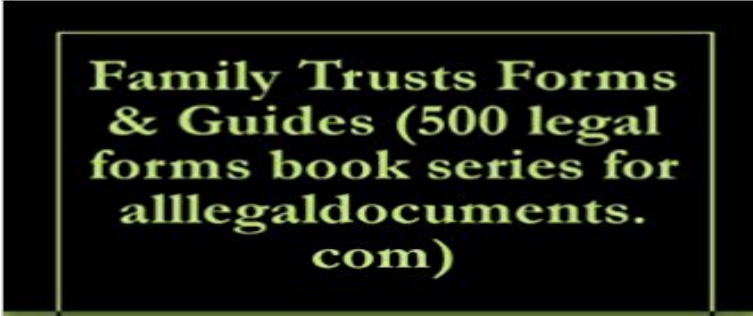 Family Trusts Forms
& Guides (500 legal
forms book series for
alllegaldocuments.
com)